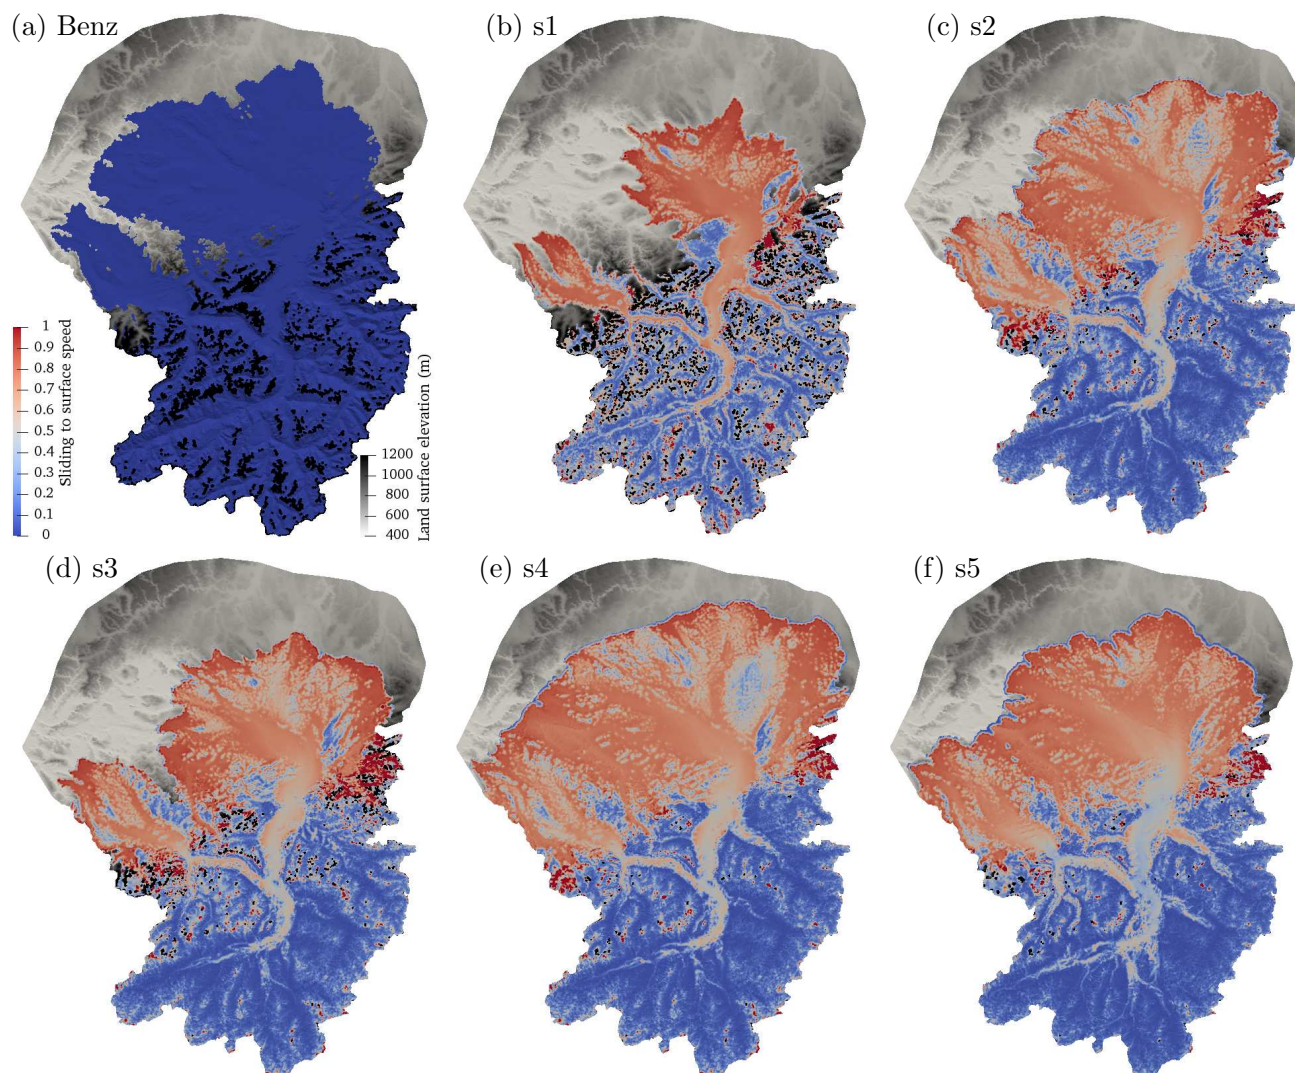 (a) Benz
(b) s1
(c) s2
1
0.9
0.8
0.7
0.6
0.5
0.4
0.3
0.2
0.1
0
Sliding to surface speed
1200
1000
800
600
400
Land surface elevation (m)
(d) s3
(e) s4
(f) s5